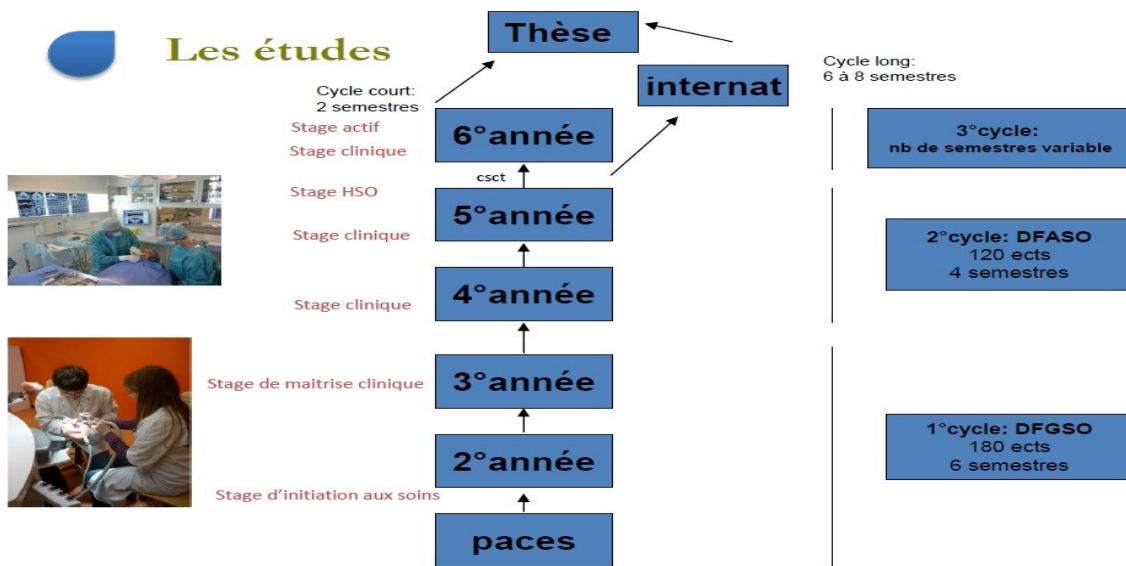 Les études
Thèse
Cycle long:
6 à 8 semestres
internat
Cycle court:
2 semestres
Stage actif
Stage clinique
6°année
3°cycle:
nb de semestres variable
csct
Stage HSO
5°année
Stage clinique
2°cycle: DFASO
120 ects
4 semestres
4°année
Stage clinique
3°année
Stage de maitrise clinique
1°cycle: DFGSO
180 ects
6 semestres
2°année
Stage d'initiation aux soins
paces